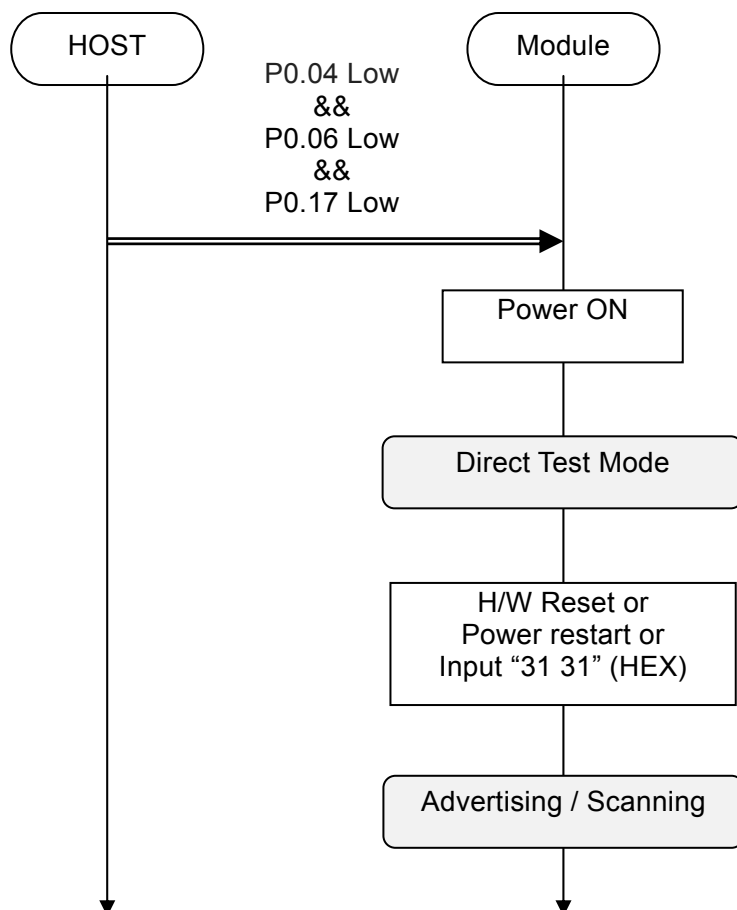 HOST
Module
P0.04 Low
&&
P0.06 Low
&&
P0.17 Low
Power ON
Direct Test Mode
H/W Reset or
Power restart or
Input “31 31” (HEX)
Advertising / Scanning